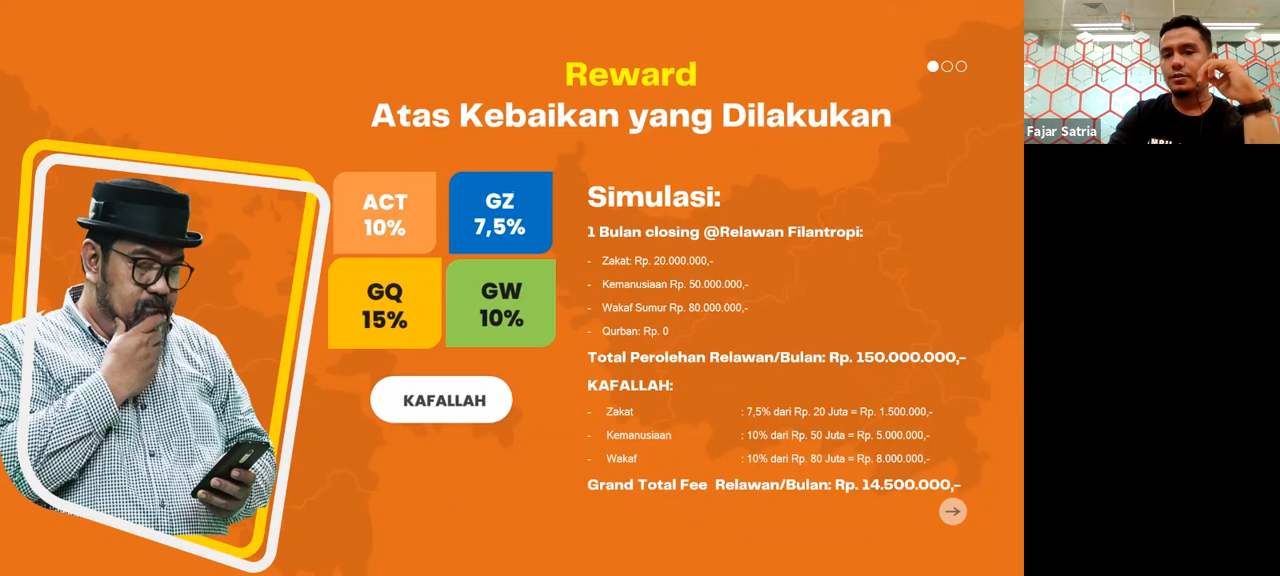 Reward
Atas Kebaikan yang Dilakukan
ACT
10%
GZ
7,5%
GQ
15%
GW
10%
KAFALLAH
Simulasi:
1 Bulan closing @Relawan Filantropi:
- Zakat: Rp. 20.000.000,-
- Kemanusiaan Rp. 50.000.000,-
- Wakaf Sumur Rp. 80.000.000,-
- Qurban: Rp. 0
Total Perolehan Relawan/Bulan: Rp. 150.000.000,-
KAFALLAH:
- Zakat : 7,5% dari Rp. 20 Juta = Rp. 1.500.000,-
- Kemanusiaan : 10% dari Rp. 50 Juta = Rp. 5.000.000,-
- Wakaf : 10% dari Rp. 80 Juta = Rp. 8.000.000,-
Grand Total Fee Relawan/Bulan: Rp. 14.500.000,-
Fajar Satria